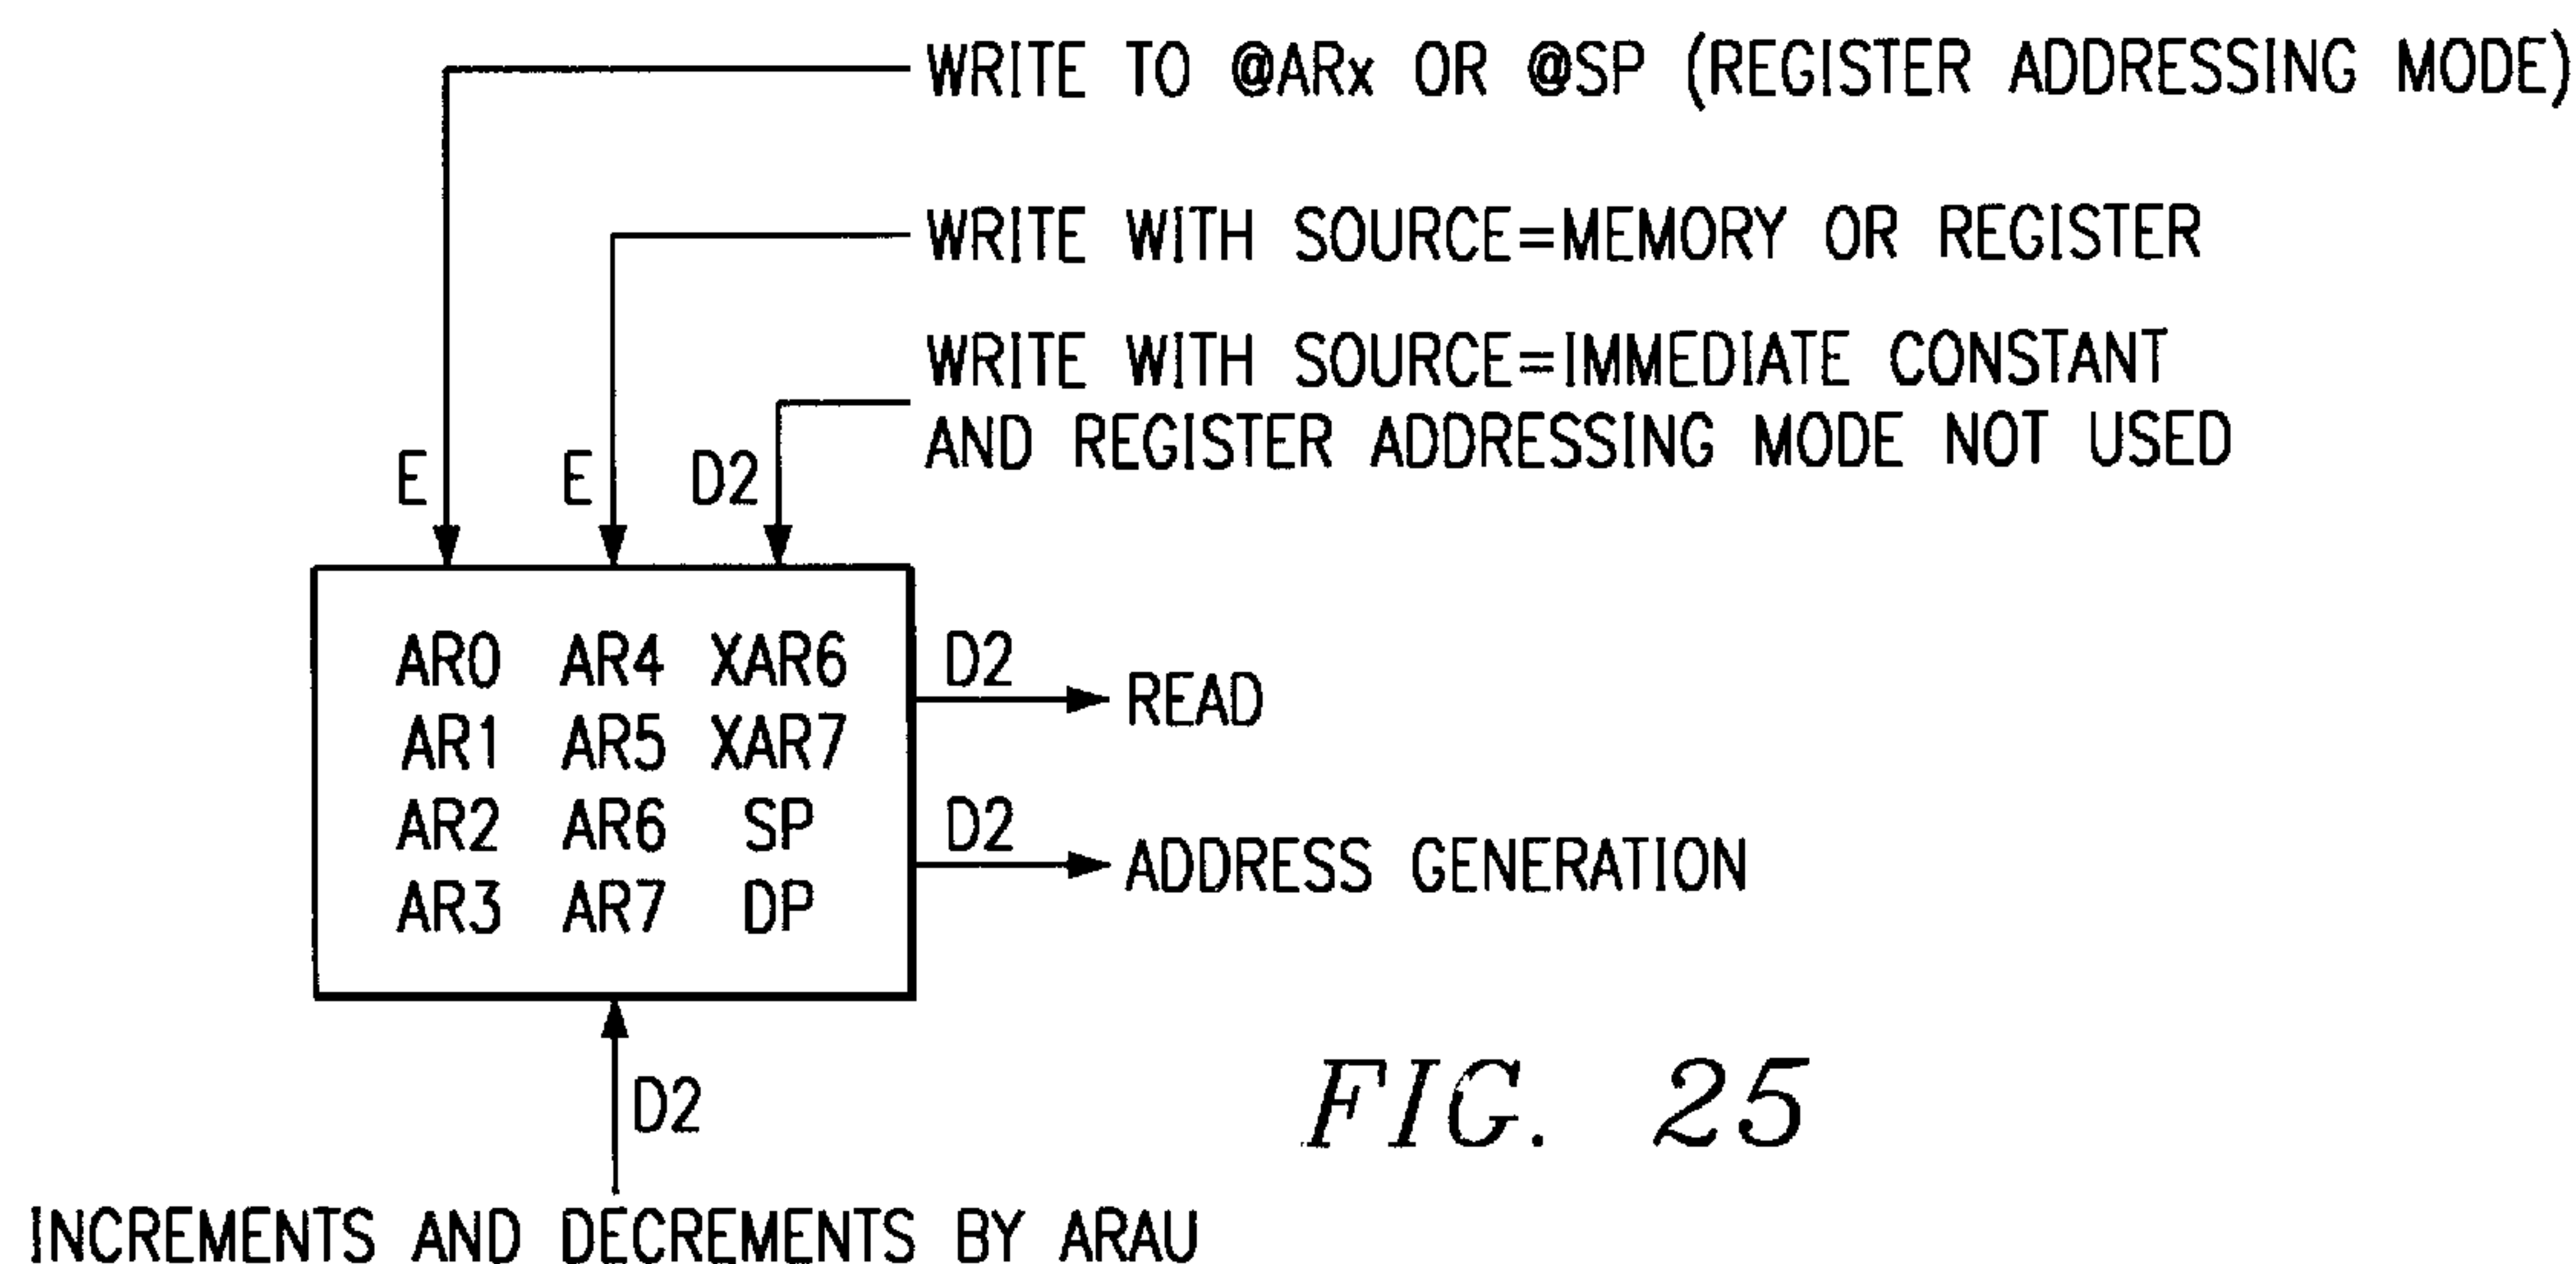 WRITE TO @ARx OR @SP (REGISTER ADDRESSING MODE)
WRITE WITH SOURCE=MEMORY OR REGISTER
WRITE WITH SOURCE=IMMEDIATE CONSTANT
AND REGISTER ADDRESSING MODE NOT USED
E E D2
AR0 AR4 XAR6
AR1 AR5 XAR7
AR2 AR6 SP
AR3 AR7 DP
D2
READ
D2
ADDRESS GENERATION
D2
INCREMENTS AND DECREMENTS BY ARAU
FIG. 25